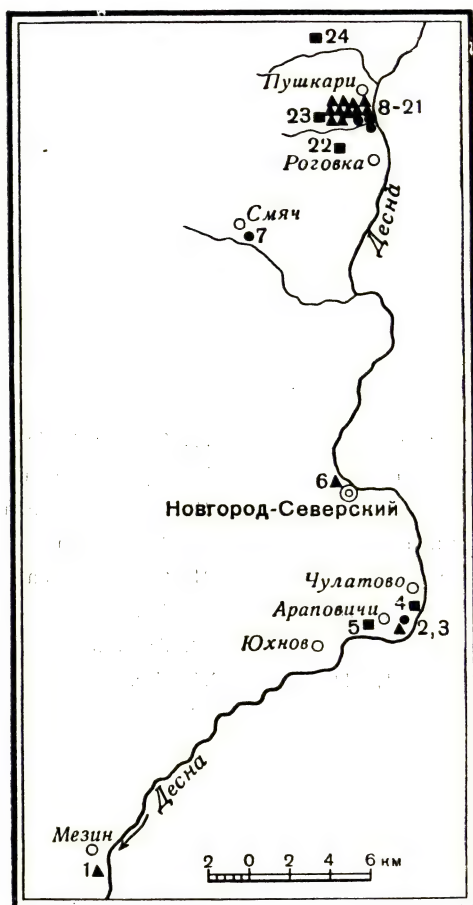 24
Пушкари
8-21
23
22
Роговка
Десна
Смяч
7
6
Новгород-Северский
Чулатово
4
Араповичи
5
2,3
Юхнов
Десна
Мезин
1
2 0 2 4 6 км